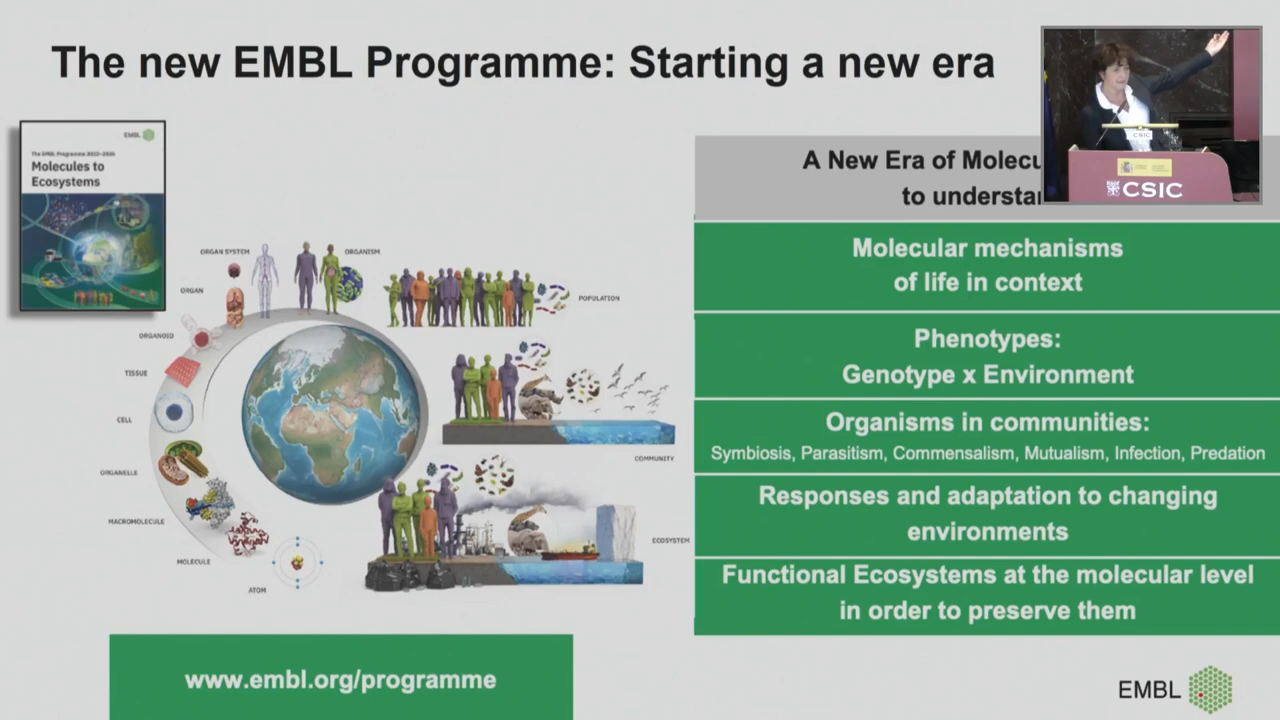 The new EMBL Programme: Starting a new era
EMBL
The EMBL Programme 2022–2026
Molecules to
Ecosystems
ORGAN SYSTEM
ORGANISM
ORGAN
POPULATION
ORGANOID
TISSUE
CELL
COMMUNITY
ORGANELLE
MACROMOLECULE
ECOSYSTEM
MOLECULE
ATOM
www.embl.org/programme
A New Era of Molecu
to understan
Molecular mechanisms
of life in context
Phenotypes:
Genotype x Environment
Organisms in communities:
Symbiosis, Parasitism, Commensalism, Mutualism, Infection, Predation
Responses and adaptation to changing
environments
Functional Ecosystems at the molecular level
in order to preserve them
CSIC
CSIC
EMBL